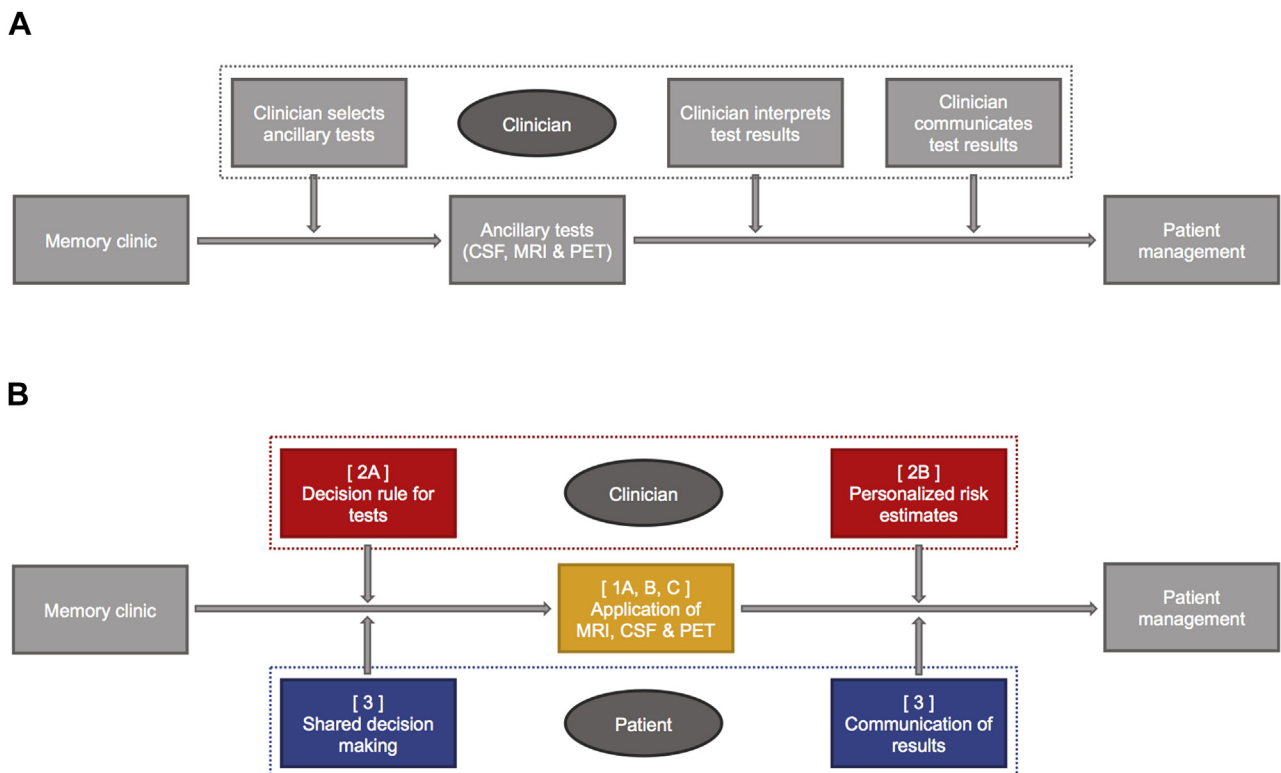 A
Clinician selects
ancillary tests
Clinician
Clinician interprets
test results
Clinician
communicates
test results
Memory clinic
Ancillary tests
(CSF, MRI & PET)
Patient
management
B
[ 2A ]
Decision rule for
tests
Clinician
[ 2B ]
Personalized risk
estimates
Memory clinic
[ 1A, B, C ]
Application of
MRI, CSF & PET
Patient
management
[ 3 ]
Shared decision
making
Patient
[ 3 ]
Communication of
results